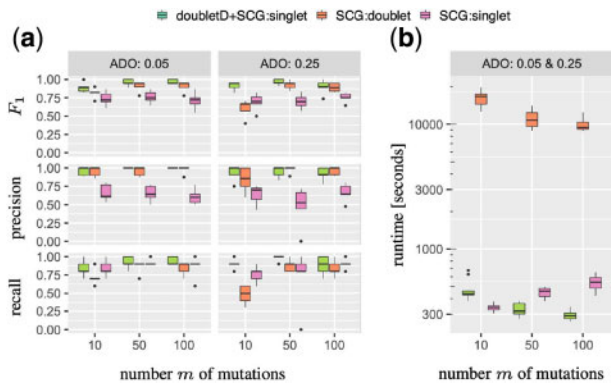 doubletD+SCG:singlet SCG:doublet SCG:singlet
(a) (b)
ADO: 0.05 ADO: 0.25 ADO: 0.05 & 0.25
F1
1.00
0.75
0.50
0.25
0.00
precision
1.00
0.75
0.50
0.25
0.00
recall
1.00
0.75
0.50
0.25
0.00
10 50 100 10 50 100
number m of mutations
runtime [seconds]
10000
3000
1000
300
10 50 100
number m of mutations